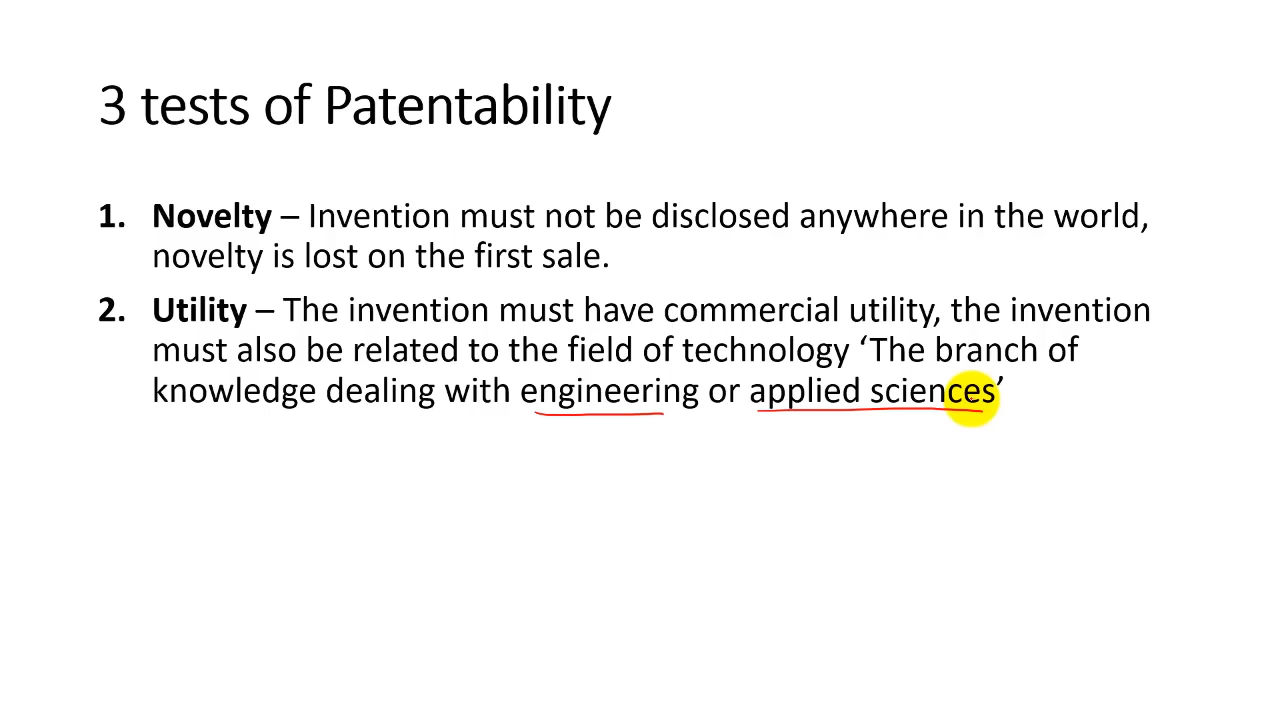 3 tests of Patentability
1. Novelty – Invention must not be disclosed anywhere in the world,
novelty is lost on the first sale.
2. Utility – The invention must have commercial utility, the invention
must also be related to the field of technology ‘The branch of
knowledge dealing with engineering or applied sciences’